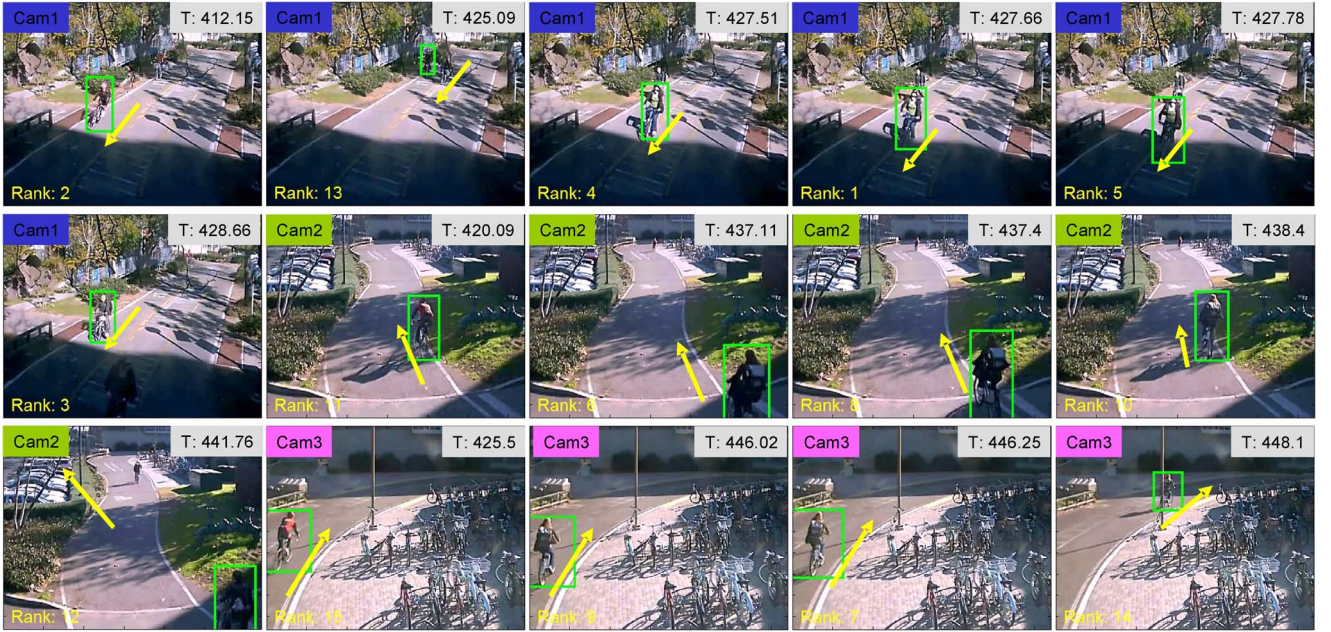 Cam1 T: 412.15
Rank: 2
Cam1 T: 425.09
Rank: 13
Cam1 T: 427.51
Rank: 4
Cam1 T: 427.66
Rank: 1
Cam1 T: 427.78
Rank: 5
Cam1 T: 428.66
Rank: 3
Cam2 T: 420.09
Rank: 11
Cam2 T: 437.11
Rank: 6
Cam2 T: 437.4
Rank: 8
Cam2 T: 438.4
Rank: 10
Cam2 T: 441.76
Rank: 12
Cam3 T: 425.5
Rank: 15
Cam3 T: 446.02
Rank: 9
Cam3 T: 446.25
Rank: 7
Cam3 T: 448.1
Rank: 14